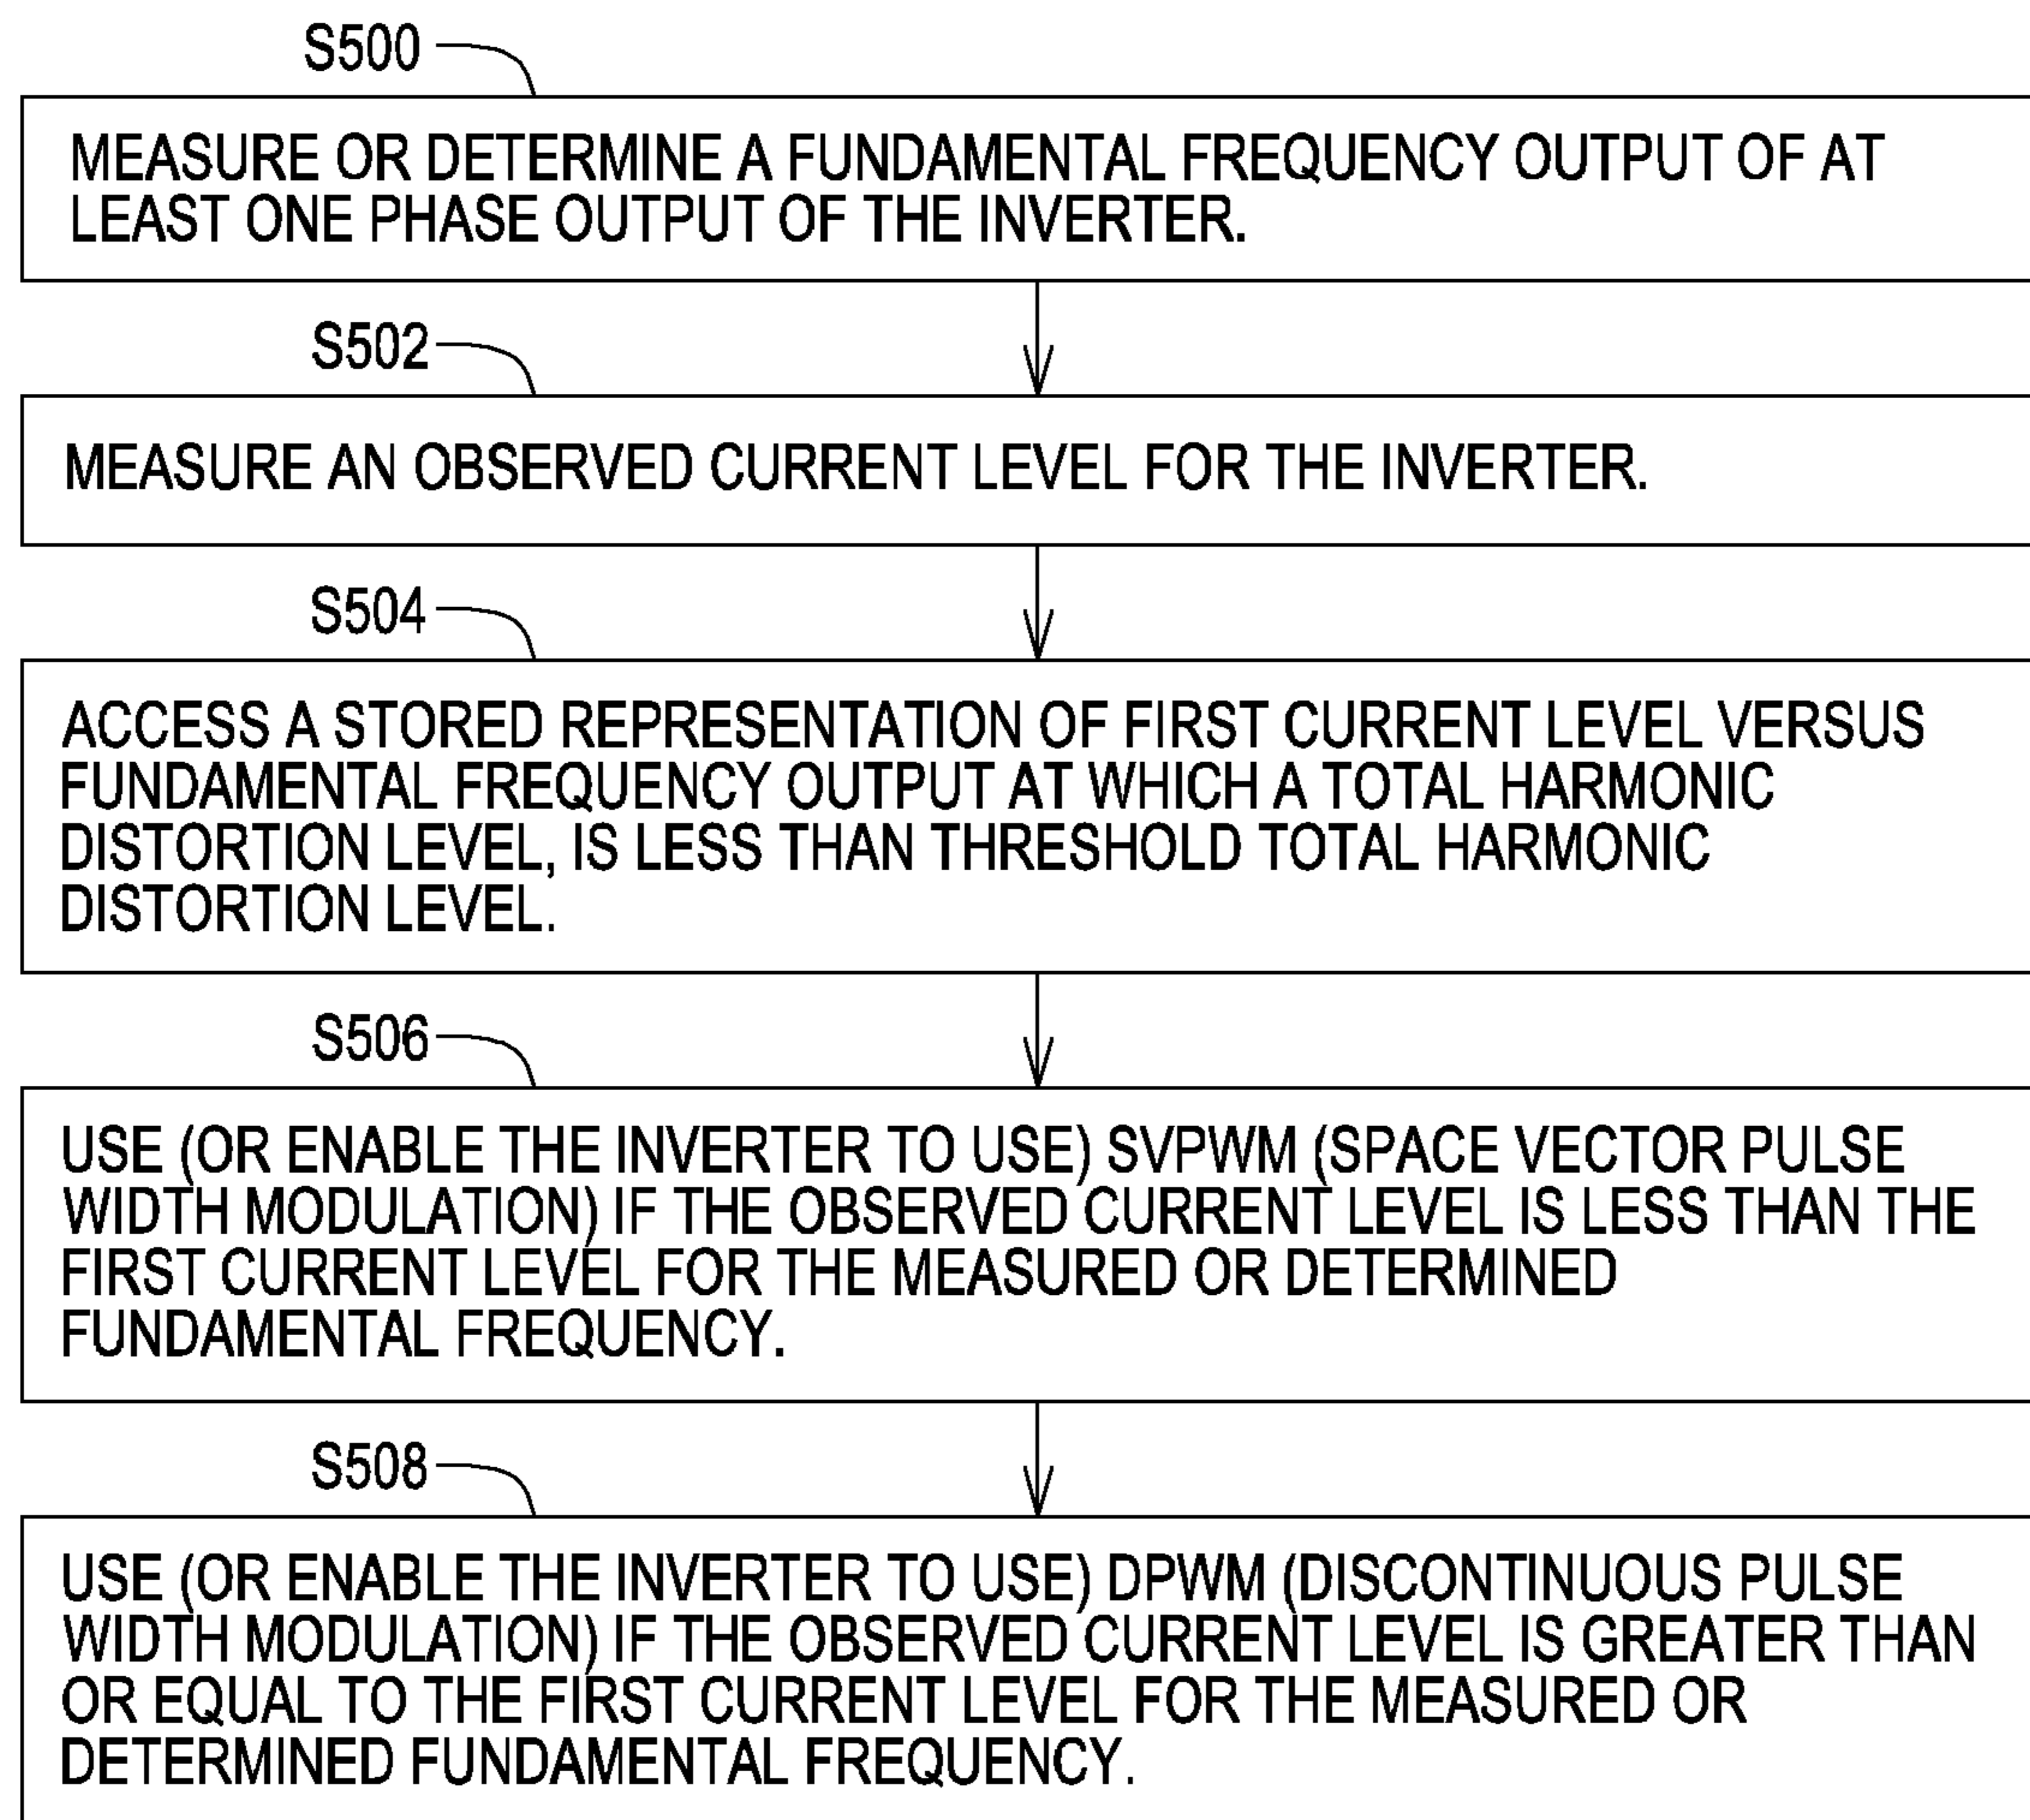 S500
MEASURE OR DETERMINE A FUNDAMENTAL FREQUENCY OUTPUT OF AT
LEAST ONE PHASE OUTPUT OF THE INVERTER.
S502
MEASURE AN OBSERVED CURRENT LEVEL FOR THE INVERTER.
S504
ACCESS A STORED REPRESENTATION OF FIRST CURRENT LEVEL VERSUS
FUNDAMENTAL FREQUENCY OUTPUT AT WHICH A TOTAL HARMONIC
DISTORTION LEVEL, IS LESS THAN THRESHOLD TOTAL HARMONIC
DISTORTION LEVEL.
S506
USE (OR ENABLE THE INVERTER TO USE) SVPWM (SPACE VECTOR PULSE
WIDTH MODULATION) IF THE OBSERVED CURRENT LEVEL IS LESS THAN THE
FIRST CURRENT LEVEL FOR THE MEASURED OR DETERMINED
FUNDAMENTAL FREQUENCY.
S508
USE (OR ENABLE THE INVERTER TO USE) DPWM (DISCONTINUOUS PULSE
WIDTH MODULATION) IF THE OBSERVED CURRENT LEVEL IS GREATER THAN
OR EQUAL TO THE FIRST CURRENT LEVEL FOR THE MEASURED OR
DETERMINED FUNDAMENTAL FREQUENCY.